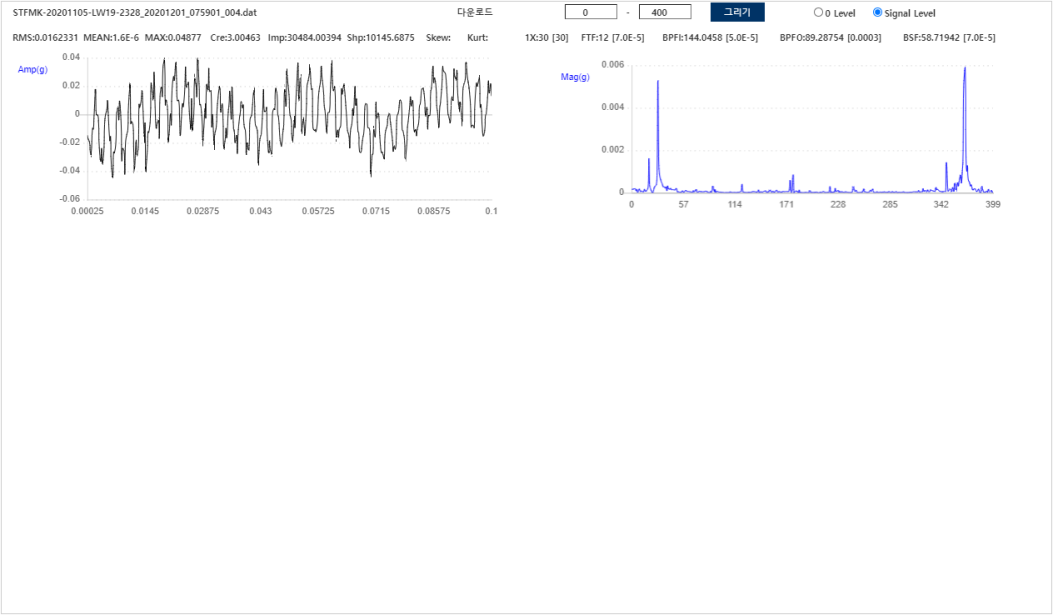 STFMK-20201105-LW19-2328_20201201_075901_004.dat 다운로드 0 - 400 그리기 0 Level Signal Level
RMS:0.0162331 MEAN:1.6E-6 MAX:0.04877 Cre:3.00463 Imp:30484.00394 Shp:10145.6875 Skew: Kurt: 1X:30 [30] FTF:12 [7.0E-5] BPFI:144.0458 [5.0E-5] BPFO:89.28754 [0.0003] BSF:58.71942 [7.0E-5]
Amp(g)
0.04
0.02
0
-0.02
-0.04
-0.06
0.00025 0.0145 0.02875 0.043 0.05725 0.0715 0.08575 0.1
Mag(g)
0.006
0.004
0.002
0
0 57 114 171 228 285 342 399